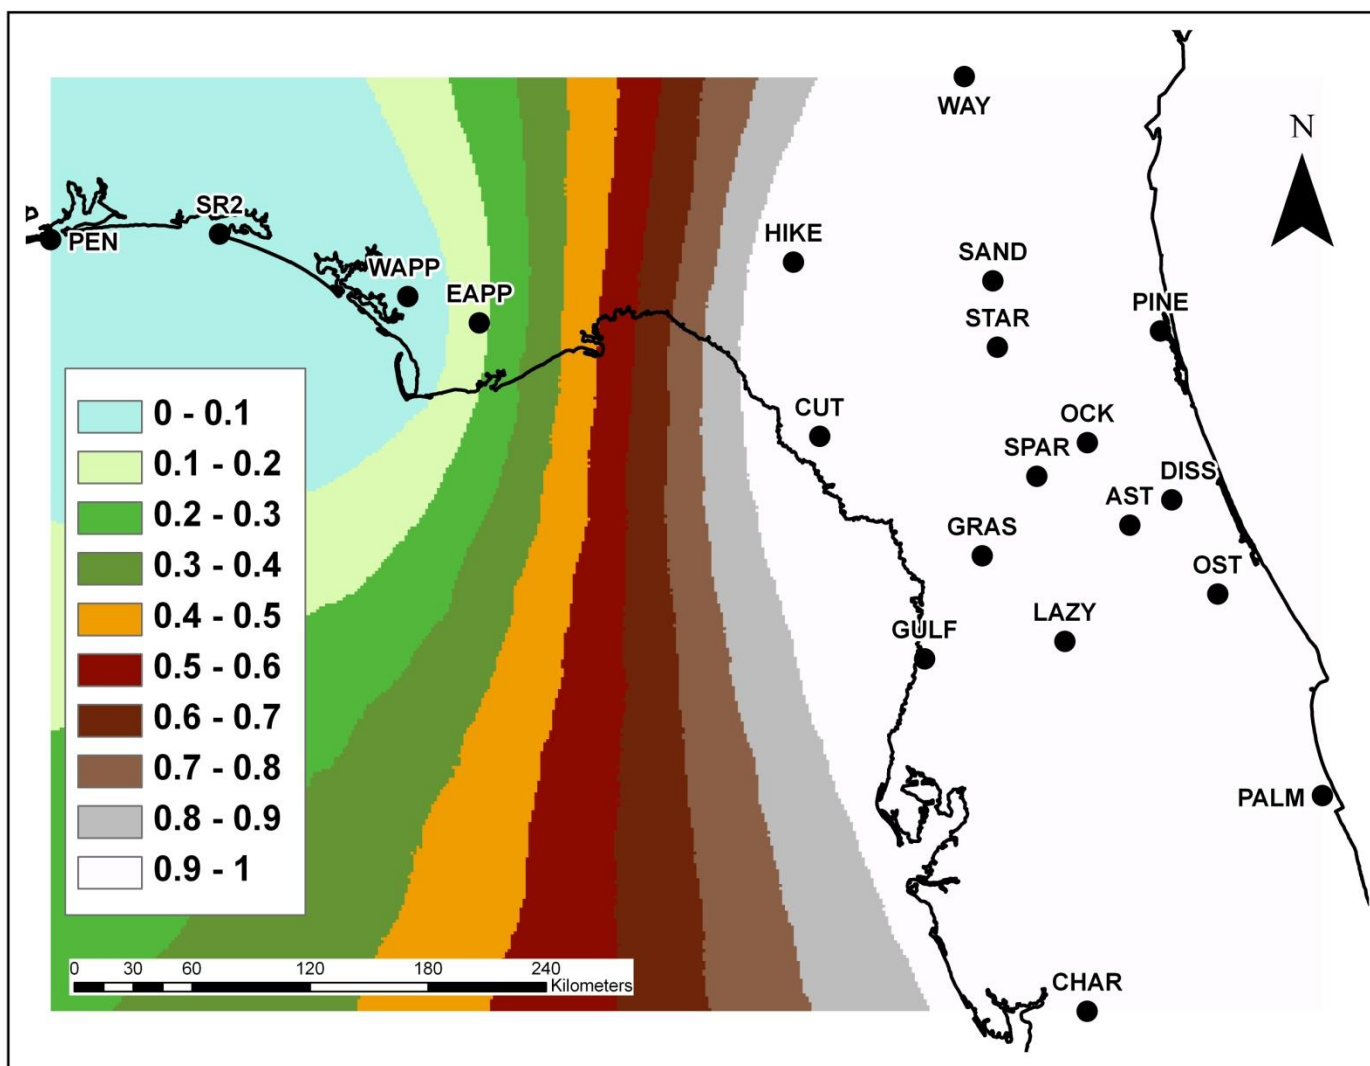 WAY
N
SR2
P
PEN
HIKE
SAND
WAPP
EAPP
STAR
PINE
CUT
OCK
SPAR
DISS
AST
GRAS
OST
LAZY
GULF
PALM
CHAR
0 - 0.1
0.1 - 0.2
0.2 - 0.3
0.3 - 0.4
0.4 - 0.5
0.5 - 0.6
0.6 - 0.7
0.7 - 0.8
0.8 - 0.9
0.9 - 1
0 30 60 120 180 240
Kilometers